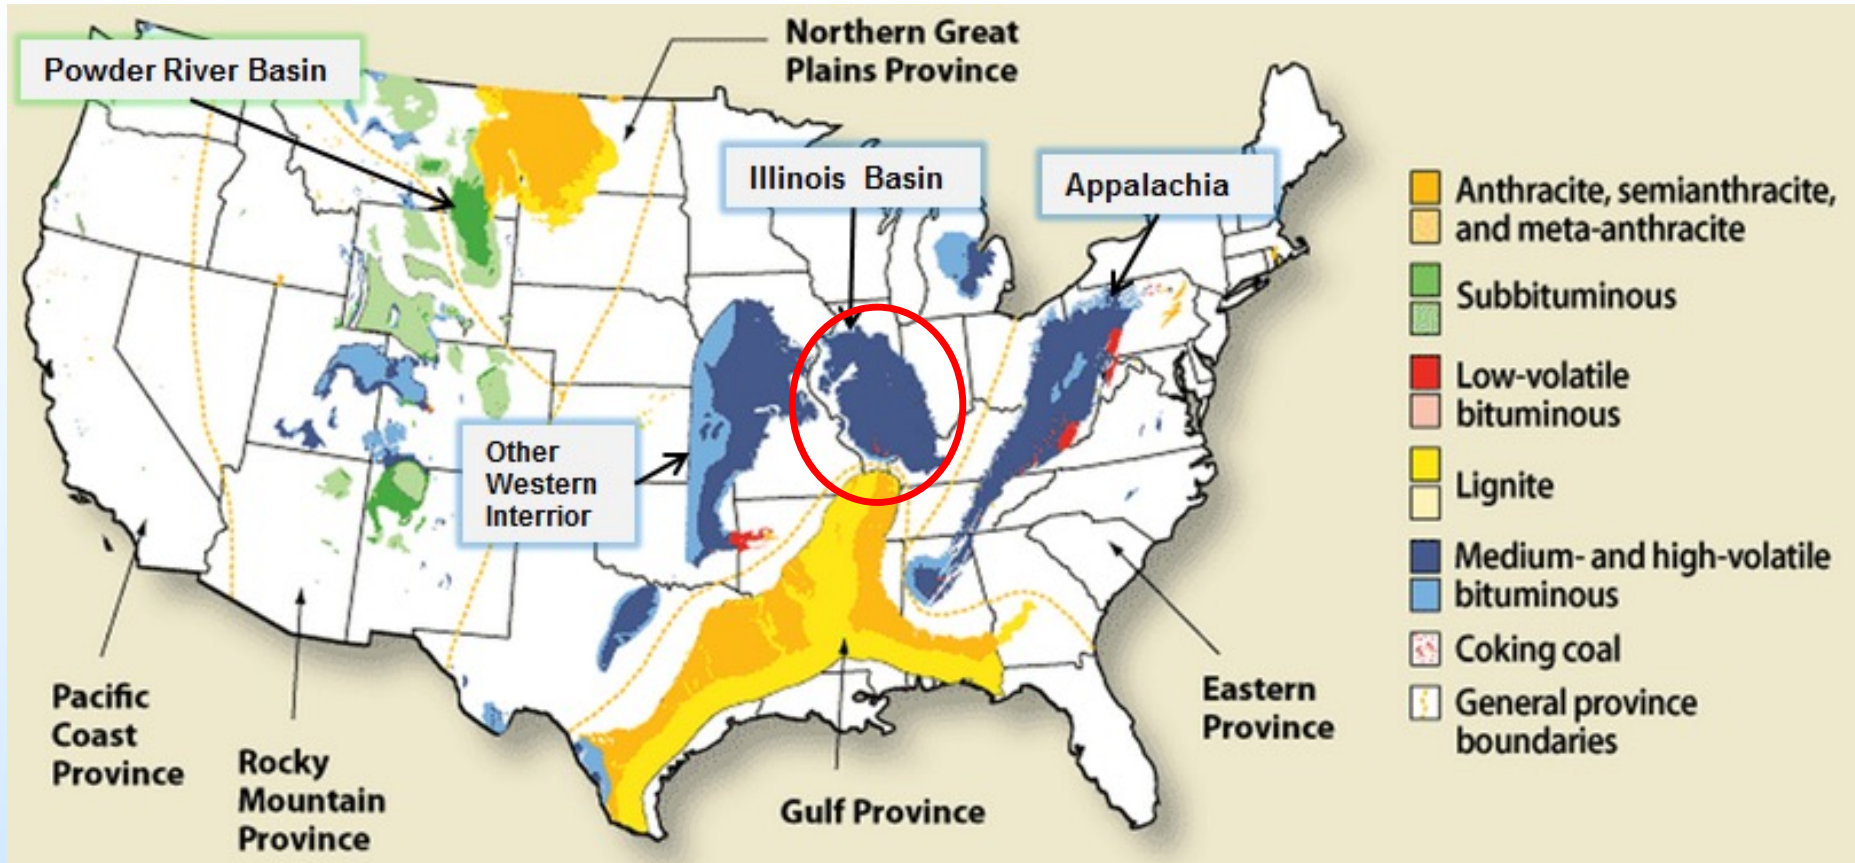 Northern Great
Plains Province
Powder River Basin
Illinois Basin
Appalachia
Other
Western
Interrior
Pacific
Coast
Province
Rocky
Mountain
Province
Gulf Province
Eastern
Province
Anthracite, semianthracite,
and meta-anthracite
Subbituminous
Low-volatile
bituminous
Lignite
Medium- and high-volatile
bituminous
Coking coal
General province
boundaries